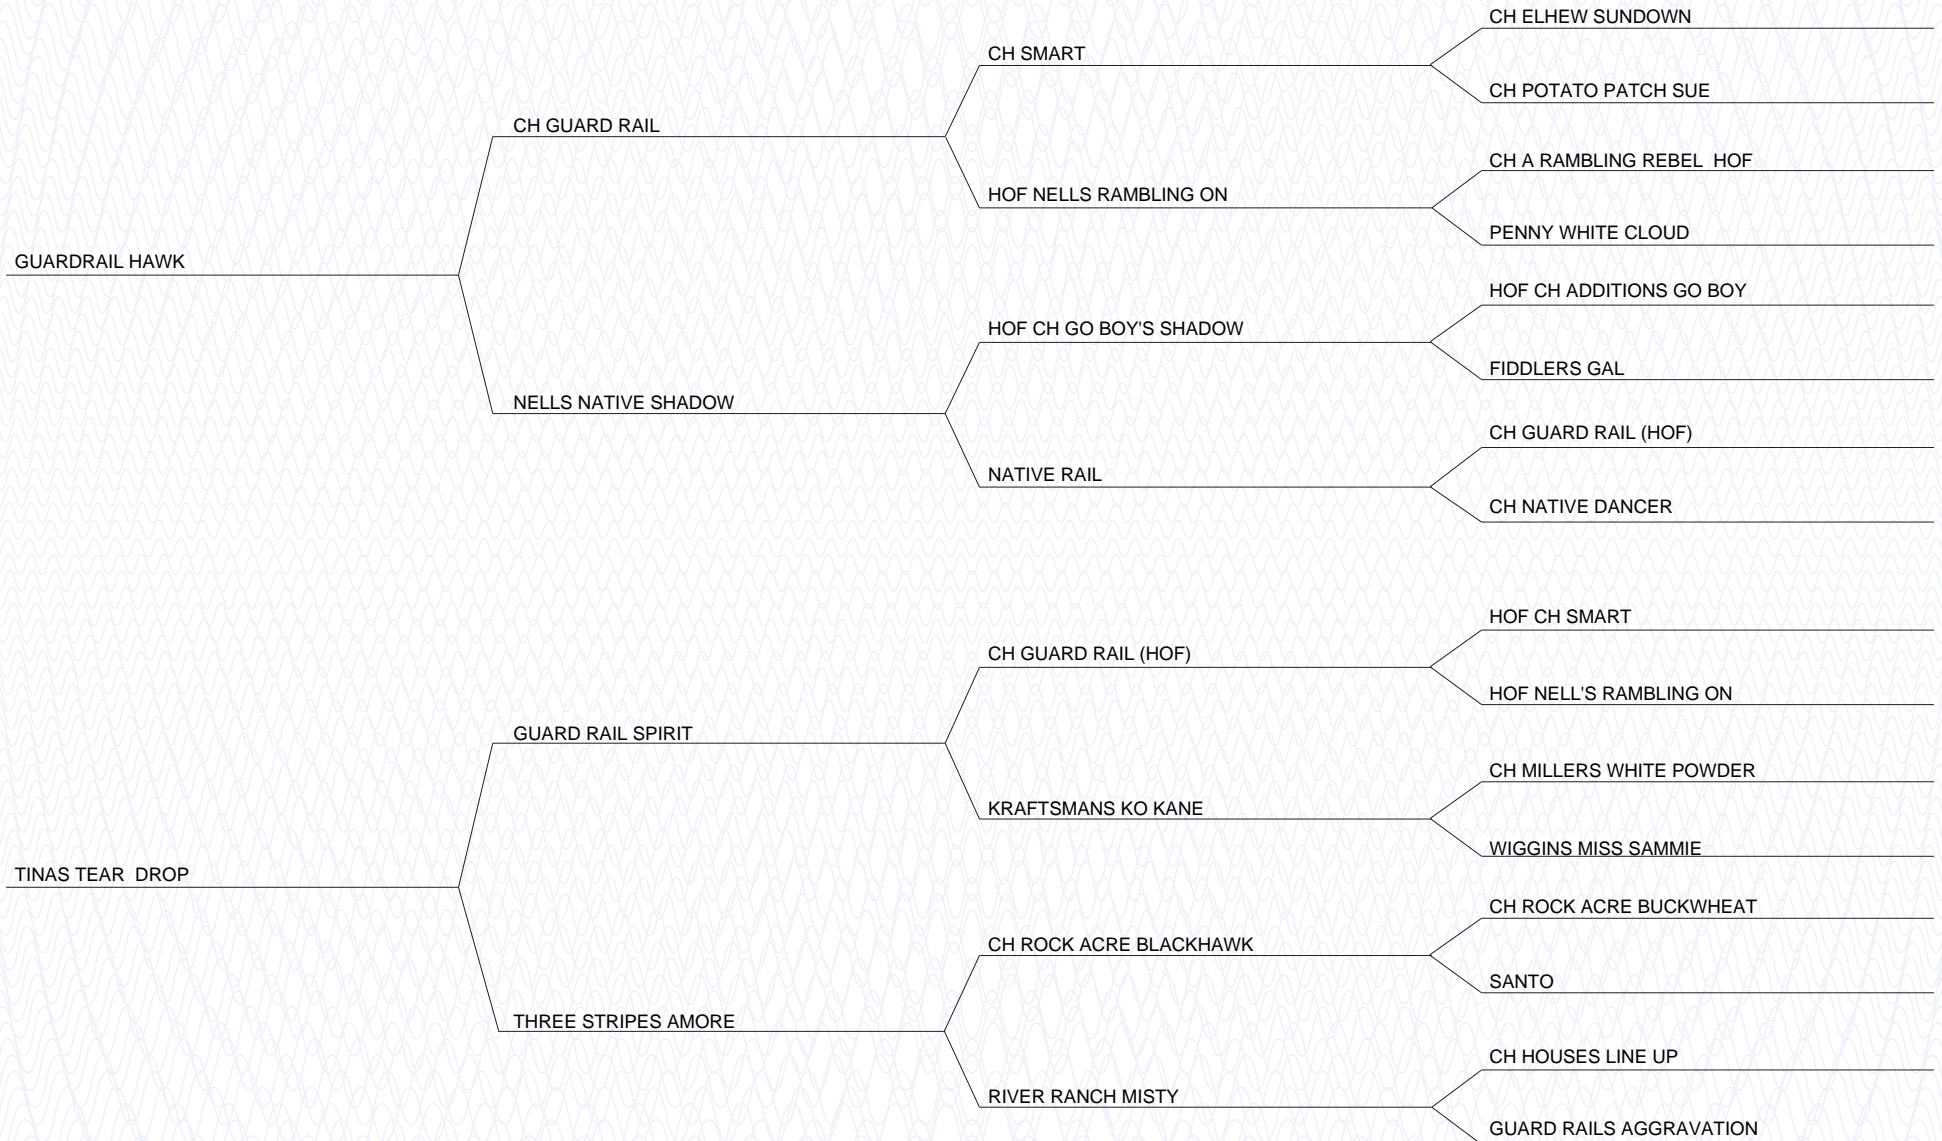 CH ELHEW SUNDOWN
CH SMART
CH POTATO PATCH SUE
CH GUARD RAIL
CH A RAMBLING REBEL  HOF
HOF NELLS RAMBLING ON
PENNY WHITE CLOUD
GUARDRAIL HAWK
HOF CH ADDITIONS GO BOY
HOF CH GO BOY'S SHADOW
FIDDLERS GAL
NELLS NATIVE SHADOW
CH GUARD RAIL (HOF)
NATIVE RAIL
CH NATIVE DANCER
HOF CH SMART
CH GUARD RAIL (HOF)
HOF NELL'S RAMBLING ON
GUARD RAIL SPIRIT
CH MILLERS WHITE POWDER
KRAFTSMANS KO KANE
WIGGINS MISS SAMMIE
TINAS TEAR  DROP
CH ROCK ACRE BUCKWHEAT
CH ROCK ACRE BLACKHAWK
SANTO
THREE STRIPES AMORE
CH HOUSES LINE UP
RIVER RANCH MISTY
GUARD RAILS AGGRAVATION